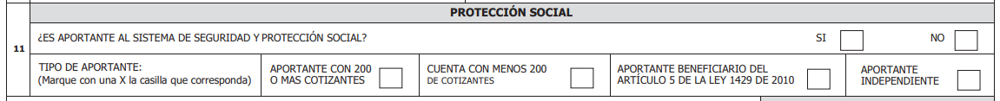 PROTECCIÓN SOCIAL
11
¿ES APORTANTE AL SISTEMA DE SEGURIDAD Y PROTECCIÓN SOCIAL? SI NO
TIPO DE APORTANTE:
(Marque con una X la casilla que corresponda)
APORTANTE CON 200
O MAS COTIZANTES
CUENTA CON MENOS 200
DE COTIZANTES
APORTANTE BENEFICIARIO DEL
ARTÍCULO 5 DE LA LEY 1429 DE 2010
APORTANTE
INDEPENDIENTE